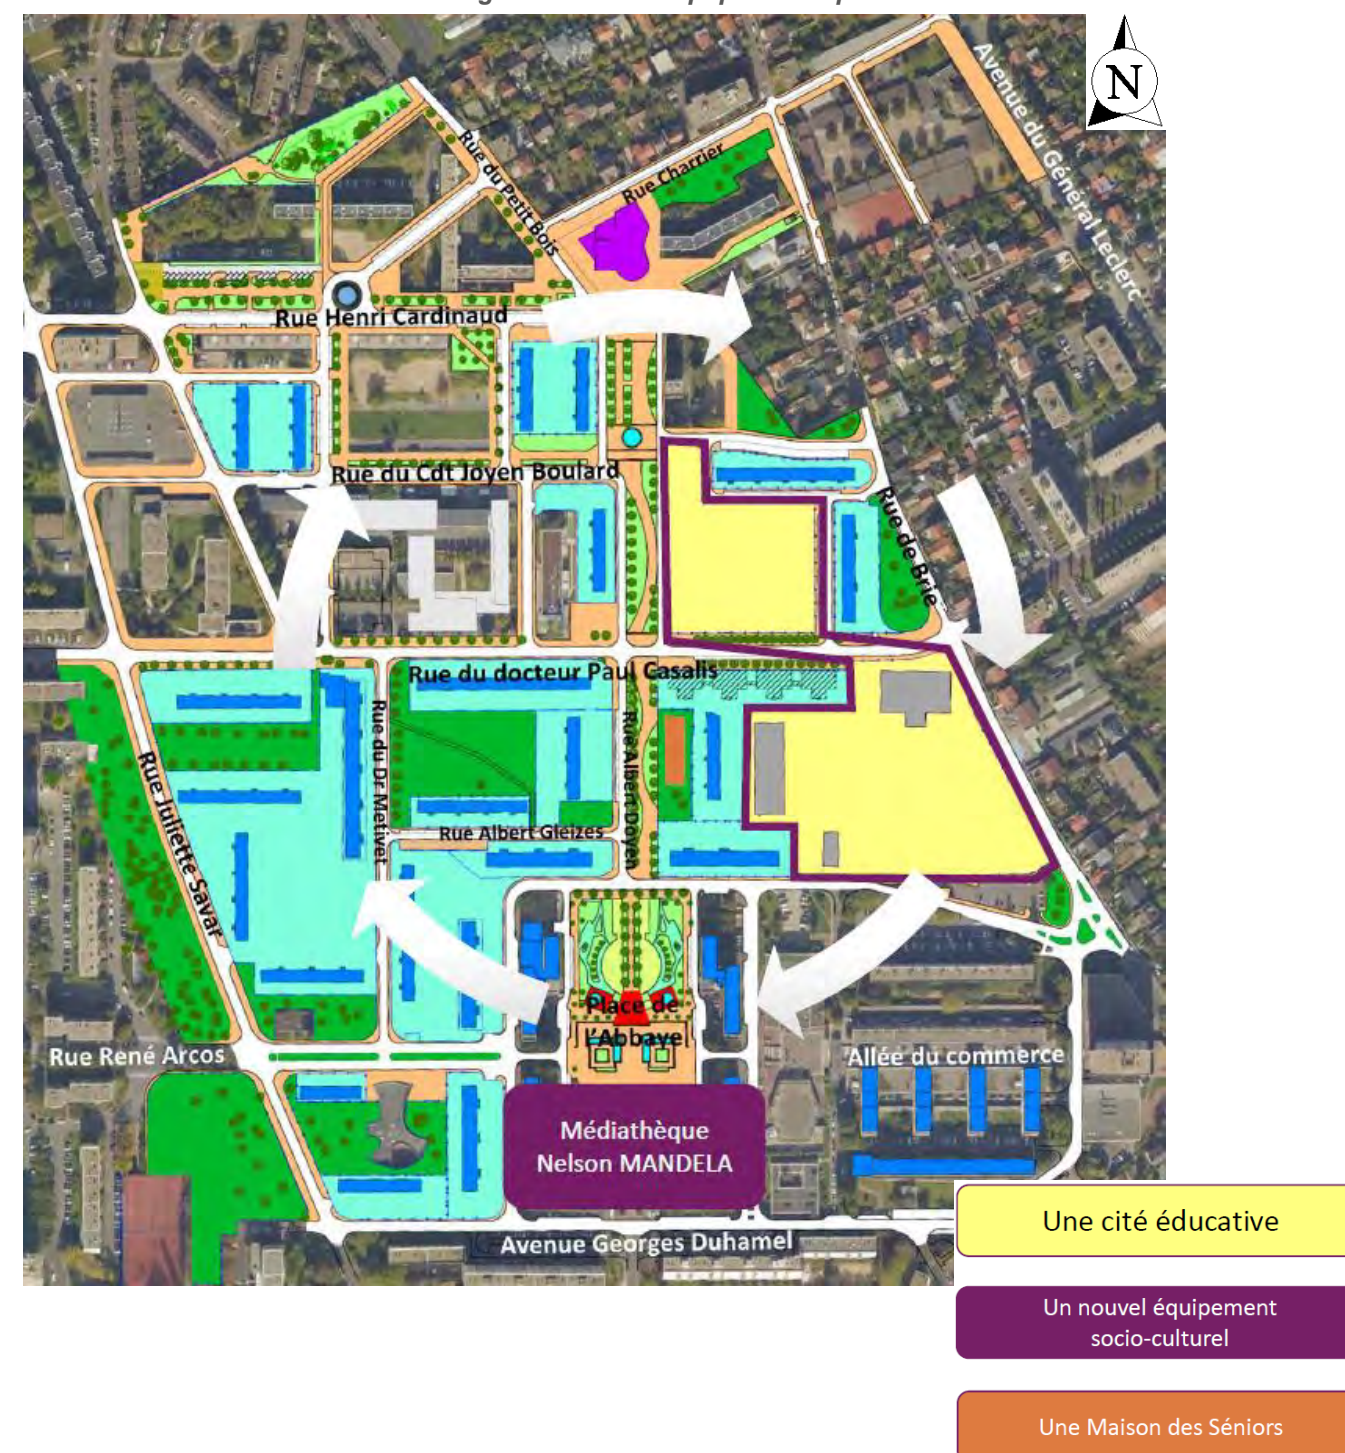 N
Avenue du Général Leclerc
Rue du Petit Bois
Rue Charrier
Rue Henri Cardinaud
Rue du Cdt Joyen Boulard
Rue de Brie
Rue du docteur Paul Casalis
Rue du Dr Metivet
Rue Albert Doyen
Rue Juliette Savar
Rue Albert Gleizes
Place de
l'Abbaye
Rue René Arcos
Allée du commerce
Médiathèque
Nelson MANDELA
Avenue Georges Duhamel
Une cité éducative
Un nouvel équipement
socio-culturel
Une Maison des Séniors